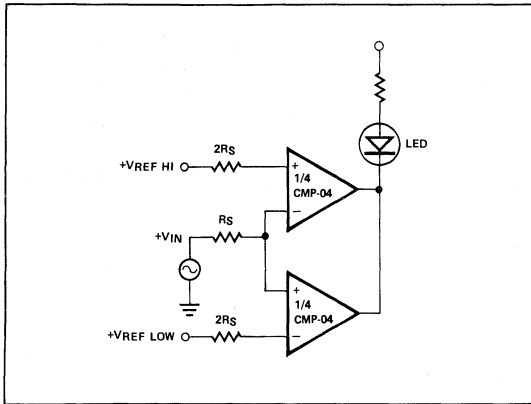 LED
2RS
+VREF HI
+
1/4
CMP-04
−
RS
+VIN
+
1/4
CMP-04
−
2RS
+VREF LOW